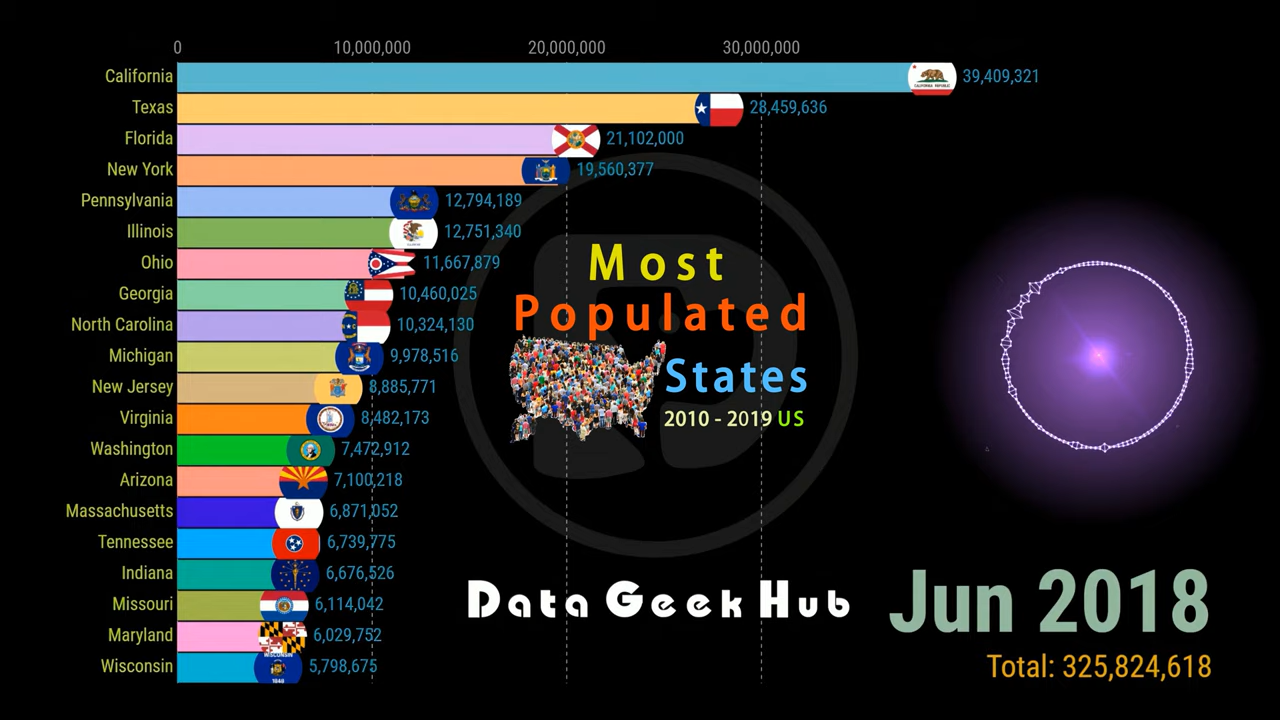 0 10,000,000 20,000,000 30,000,000
California 39,409,321
Texas 28,459,636
Florida 21,102,000
New York 19,560,377
Pennsylvania 12,794,189
Illinois 12,751,340
Ohio 11,667,879
Georgia 10,460,025
North Carolina 10,324,130
Michigan 9,978,516
New Jersey 8,885,771
Virginia 8,482,173
Washington 7,472,912
Arizona 7,100,218
Massachusetts 6,871,052
Tennessee 6,739,775
Indiana 6,676,526
Missouri 6,114,042
Maryland 6,029,752
Wisconsin 5,798,675
CALIFORNIA REPUBLIC
WISCONSIN
1848
Most
Populated
States
2010 - 2019 US
Data Geek Hub
Jun 2018
Total: 325,824,618